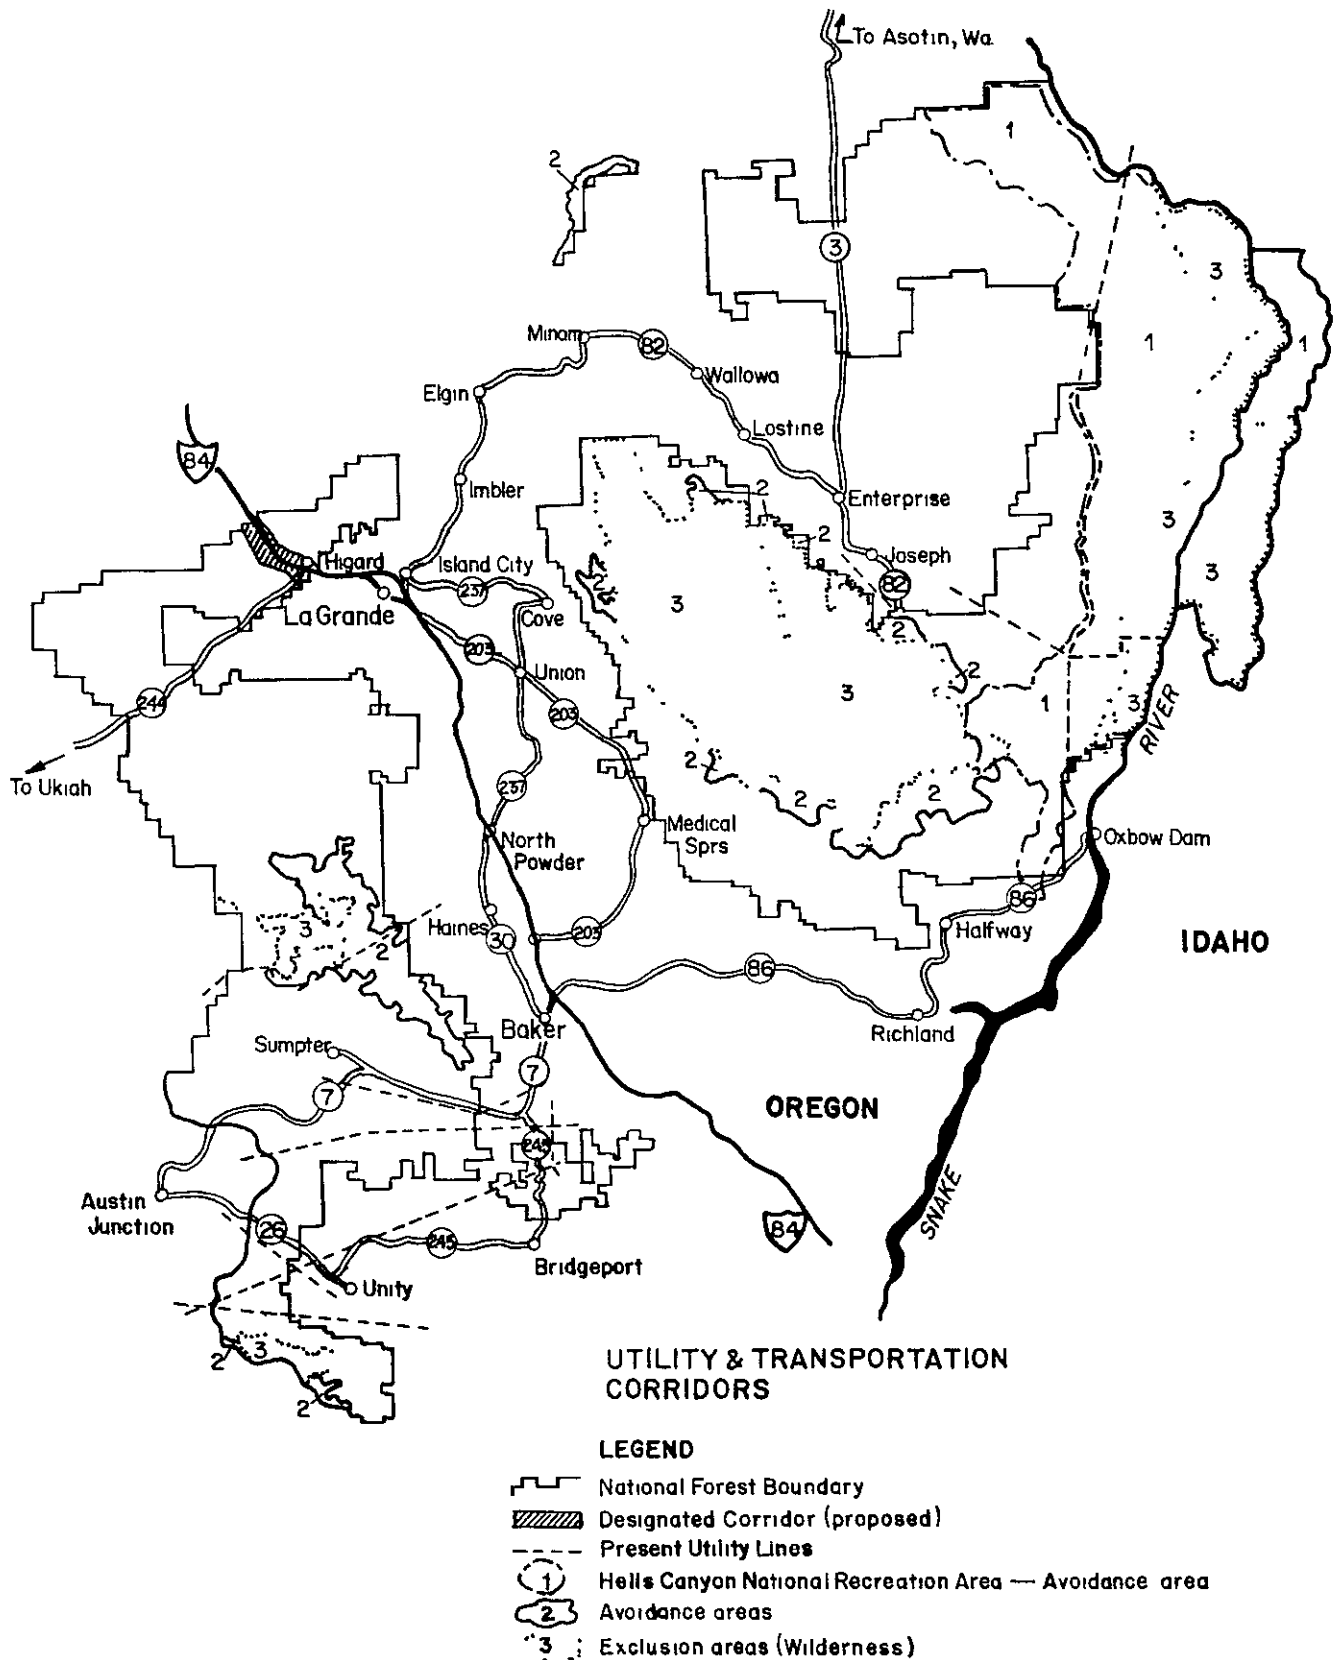 To Asotin, Wa.
1
2
3
3
1
1
Minam
82
Wallowa
Elgin
Lostine
3
84
2
Imbler
Enterprise
3
2
3
Joseph
Higard
Island City
237
82
3
3
La Grande
Cove
2
203
Union
2
3
244
203
1
3
RIVER
To Ukiah
2
237
2
2
North
Powder
Medical
Sprs
Oxbow Dam
86
Haines
3
30
203
Halfway
2
IDAHO
86
Richland
Baker
Sumpter
7
7
OREGON
245
Austin
Junction
SNAKE
26
84
245
Bridgeport
Unity
2
3
2
UTILITY & TRANSPORTATION
CORRIDORS
LEGEND
National Forest Boundary
Designated Corridor (proposed)
Present Utility Lines
1 Hells Canyon National Recreation Area — Avoidance area
2 Avoidance areas
3 Exclusion areas (Wilderness)